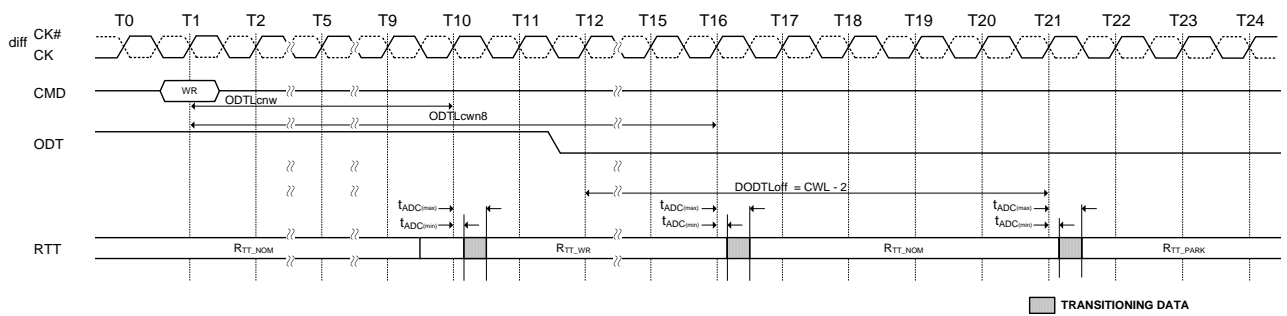 T0 T1 T2 T5 T9 T10 T11 T12 T15 T16 T17 T18 T19 T20 T21 T22 T23 T24
diff CK#
CK
CMD WR
ODTLcnw
ODTLcwn8
ODT
DODTLoff = CWL - 2
tADC(max) tADC(max) tADC(max)
tADC(min) tADC(min) tADC(min)
RTT RTT_NOM RTT_WR RTT_NOM RTT_PARK
TRANSITIONING DATA